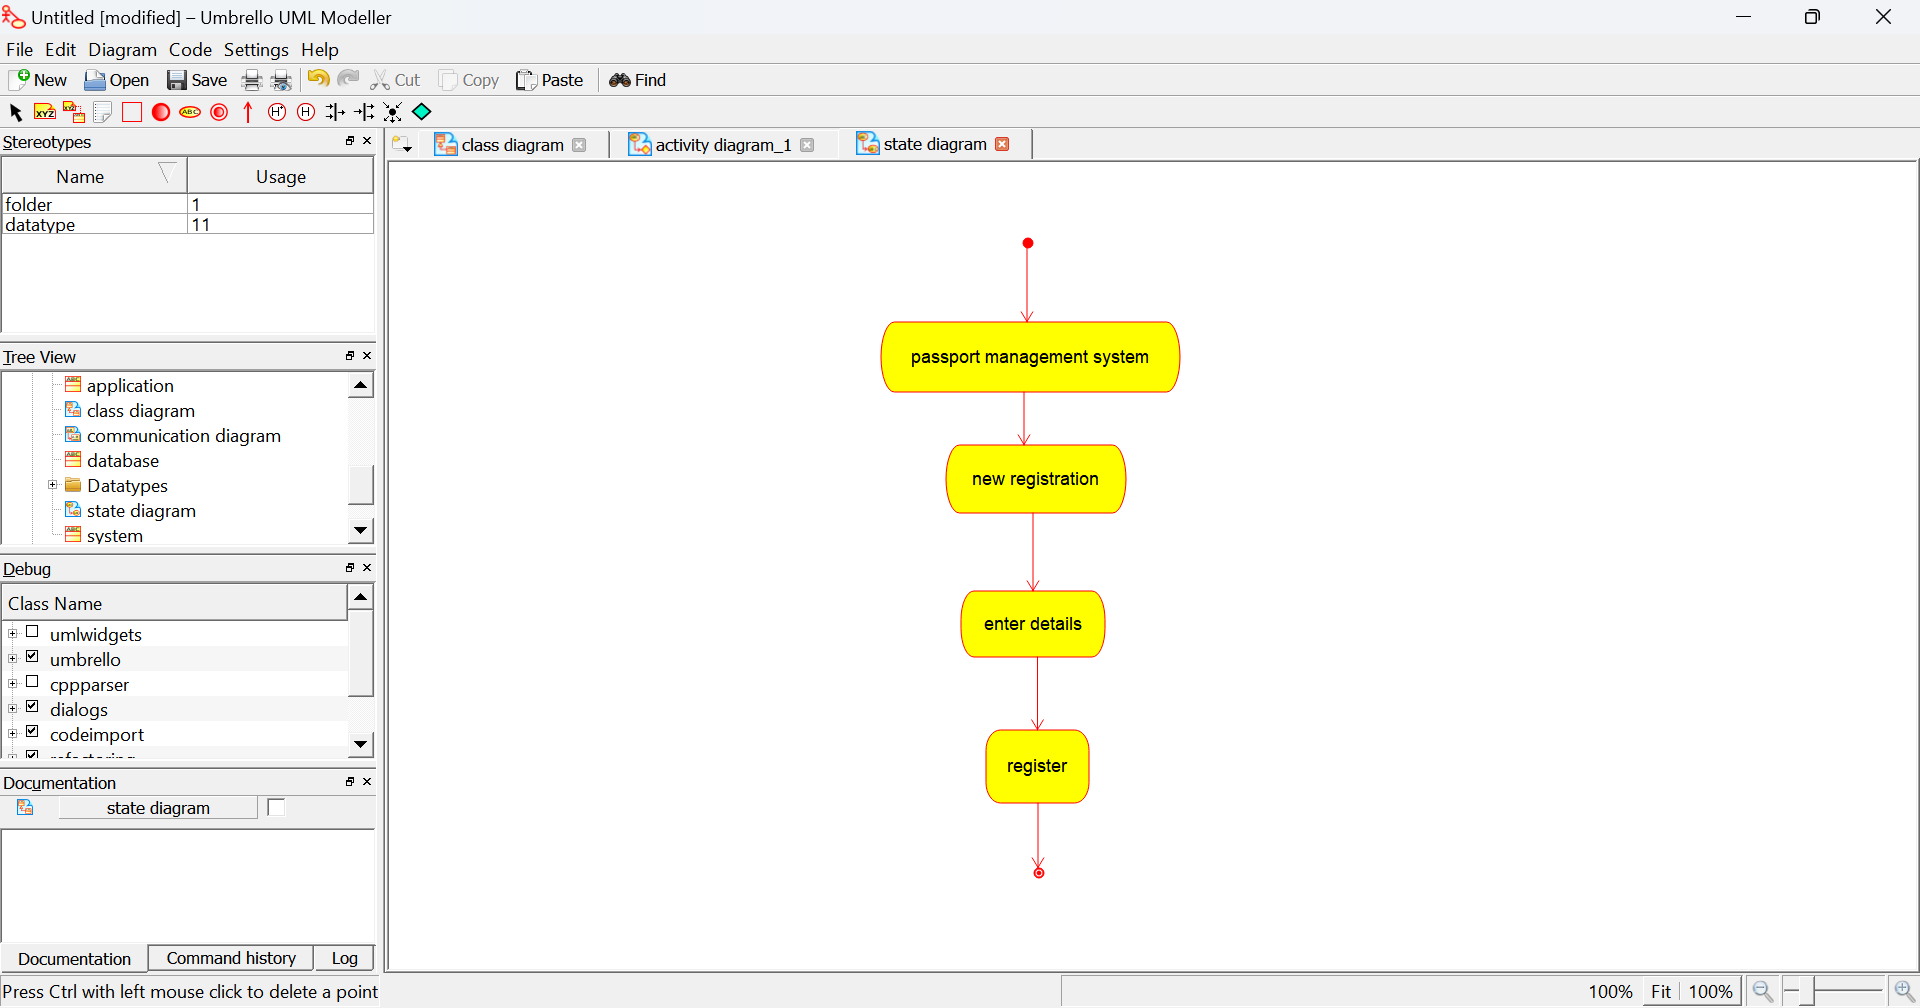 Untitled [modified] – Umbrello UML Modeller
File Edit Diagram Code Settings Help
New Open Save Cut Copy Paste Find
XYZ XYZ ABC H* H
Stereotypes
class diagram activity diagram_1 state diagram
Name Usage
folder 1
datatype 11
Tree View
application
class diagram
communication diagram
database
Datatypes
state diagram
system
Debug
Class Name
umlwidgets
umbrello
cppparser
dialogs
codeimport
refactoring
Documentation
state diagram
Documentation Command history Log
passport management system
new registration
enter details
register
Press Ctrl with left mouse click to delete a point
100% Fit 100%